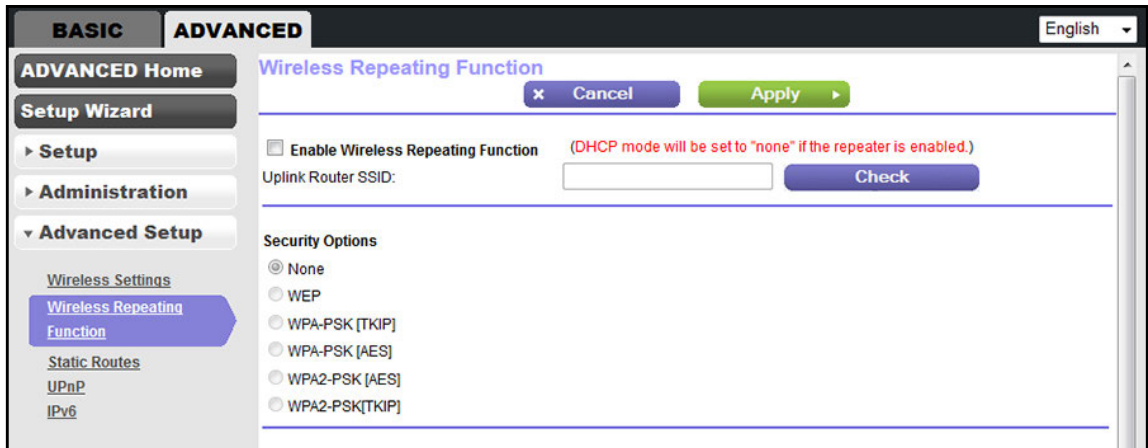 BASIC
ADVANCED
English
ADVANCED Home
Setup Wizard
Setup
Administration
Advanced Setup
Wireless Settings
Wireless Repeating
Function
Static Routes
UPnP
IPv6
Wireless Repeating Function
Cancel
Apply
Enable Wireless Repeating Function (DHCP mode will be set to "none" if the repeater is enabled.)
Uplink Router SSID: Check
Security Options
None
WEP
WPA-PSK [TKIP]
WPA-PSK [AES]
WPA2-PSK [AES]
WPA2-PSK[TKIP]